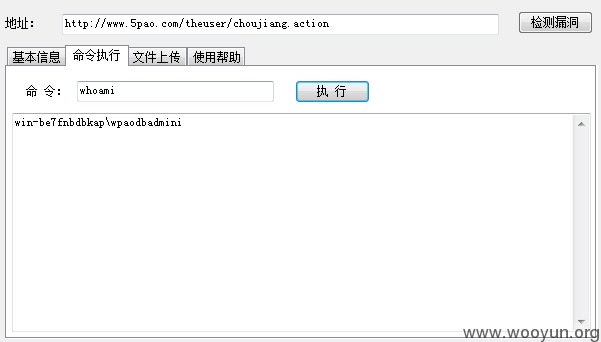 地址： http://www.5pao.com/theuser/choujiang.action 检测漏洞
基本信息 命令执行 文件上传 使用帮助
命 令： whoami 执 行
win-be7fnbdbkap\wpaodbadmini
www.wooyun.org